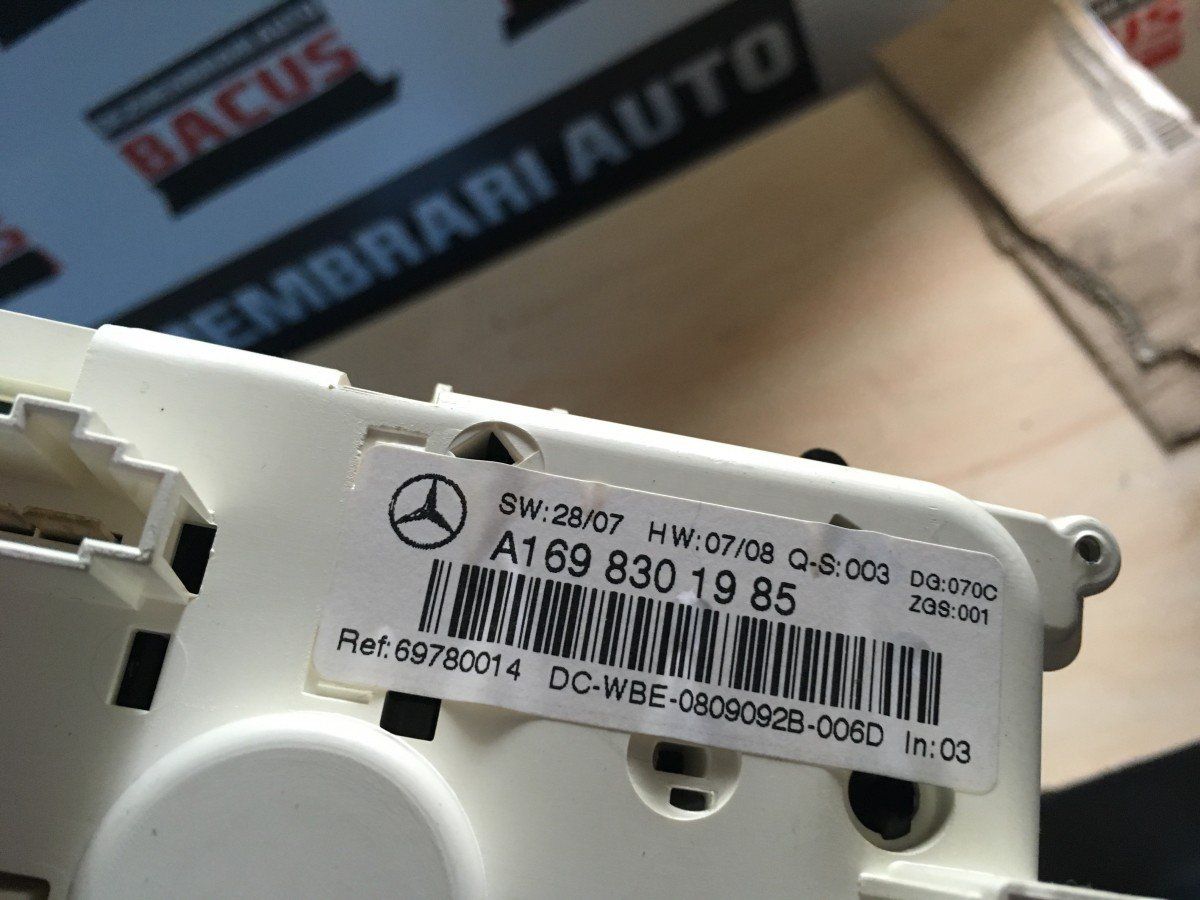 BACUS
EMBRARI AUTO
SW:28/07 HW:07/08 Q-S:003 DG:070C
A169 830 19 85 ZGS:001
Ref:69780014 DC-WBE-0809092B-006D In:03